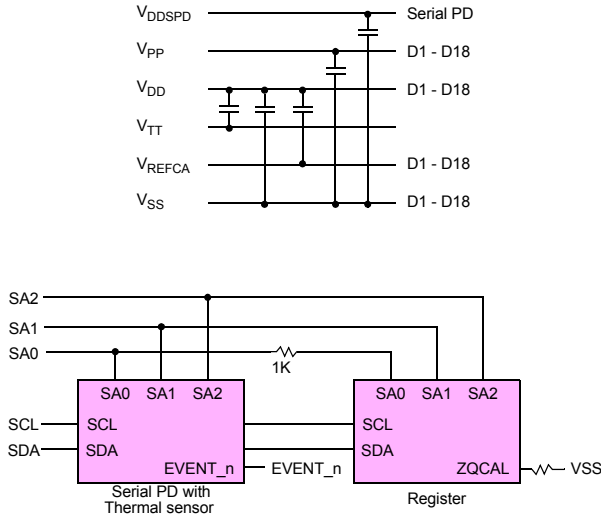 VDDSPD Serial PD
VPP D1 - D18
VDD D1 - D18
VTT
VREFCA D1 - D18
VSS D1 - D18
SA2
SA1
SA0
1K
SA0 SA1 SA2 SA0 SA1 SA2
SCL SCL SCL
SDA SDA SDA
EVENT_n EVENT_n ZQCAL VSS
Serial PD with
Thermal sensor
Register